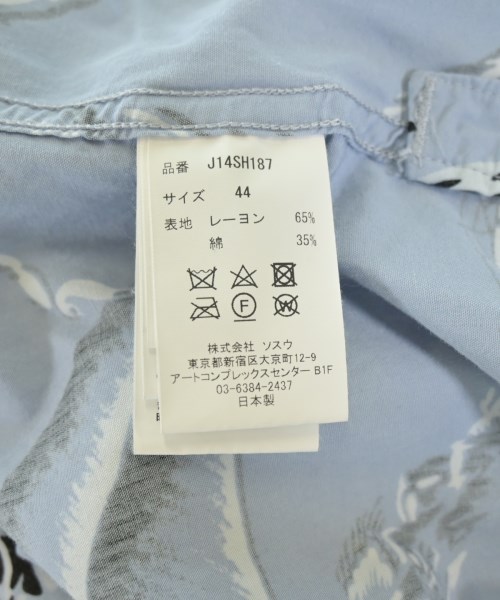 品番 J14SH187
サイズ 44
表地 レーヨン 65%
綿 35%
F W
株式会社 ソスウ
東京都新宿区大京町12-9
アートコンプレックスセンター B1F
03-6384-2437
日本製